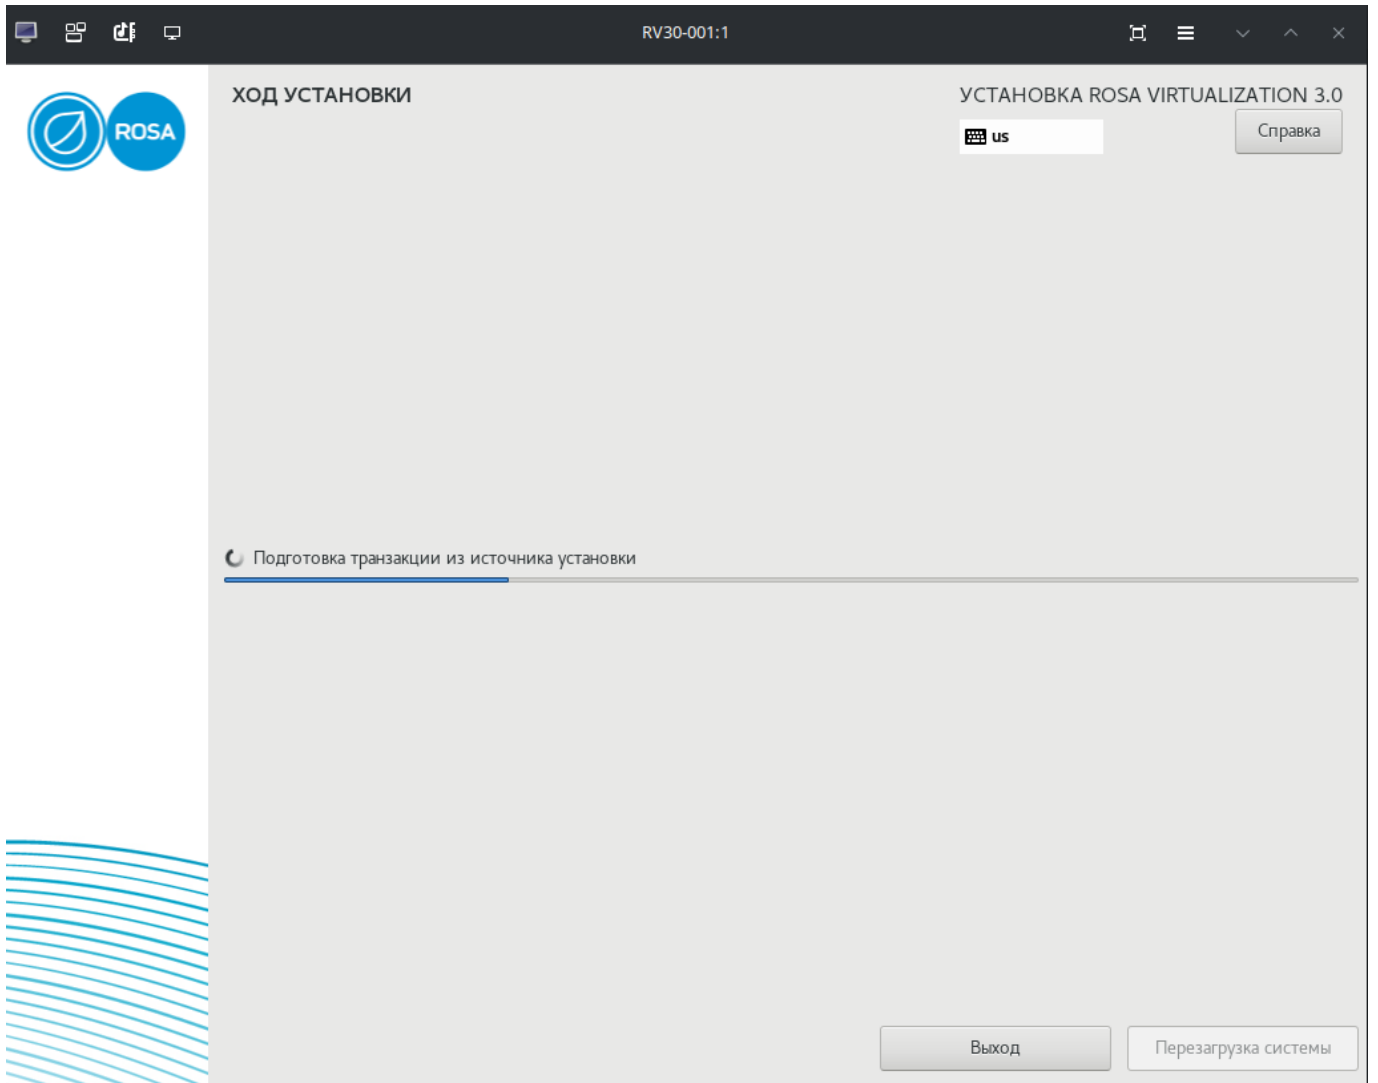 RV30-001:1
ROSA
ХОД УСТАНОВКИ
УСТАНОВКА ROSA VIRTUALIZATION 3.0
us
Справка
Подготовка транзакции из источника установки
Выход
Перезагрузка системы